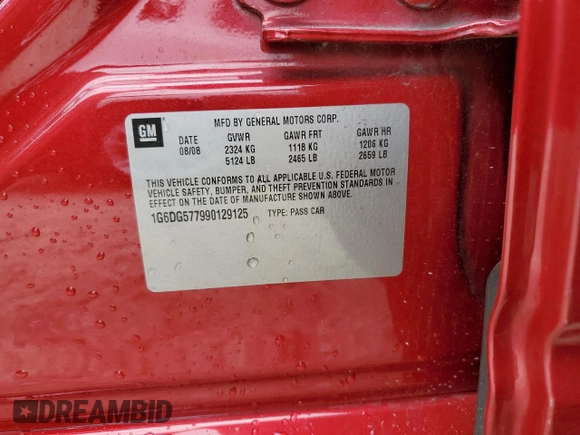 GM
MFD BY GENERAL MOTORS CORP.
DATE GVWR GAWR FRT GAWR RR
08/08 2324 KG 1118 KG 1206 KG
5124 LB 2465 LB 2659 LB
THIS VEHICLE CONFORMS TO ALL APPLICABLE U.S. FEDERAL MOTOR
VEHICLE SAFETY, BUMPER, AND THEFT PREVENTION STANDARDS IN
EFFECT ON THE DATE OF MANUFACTURE SHOWN ABOVE.
1G6DG577990129125 TYPE: PASS CAR
DREAMBID